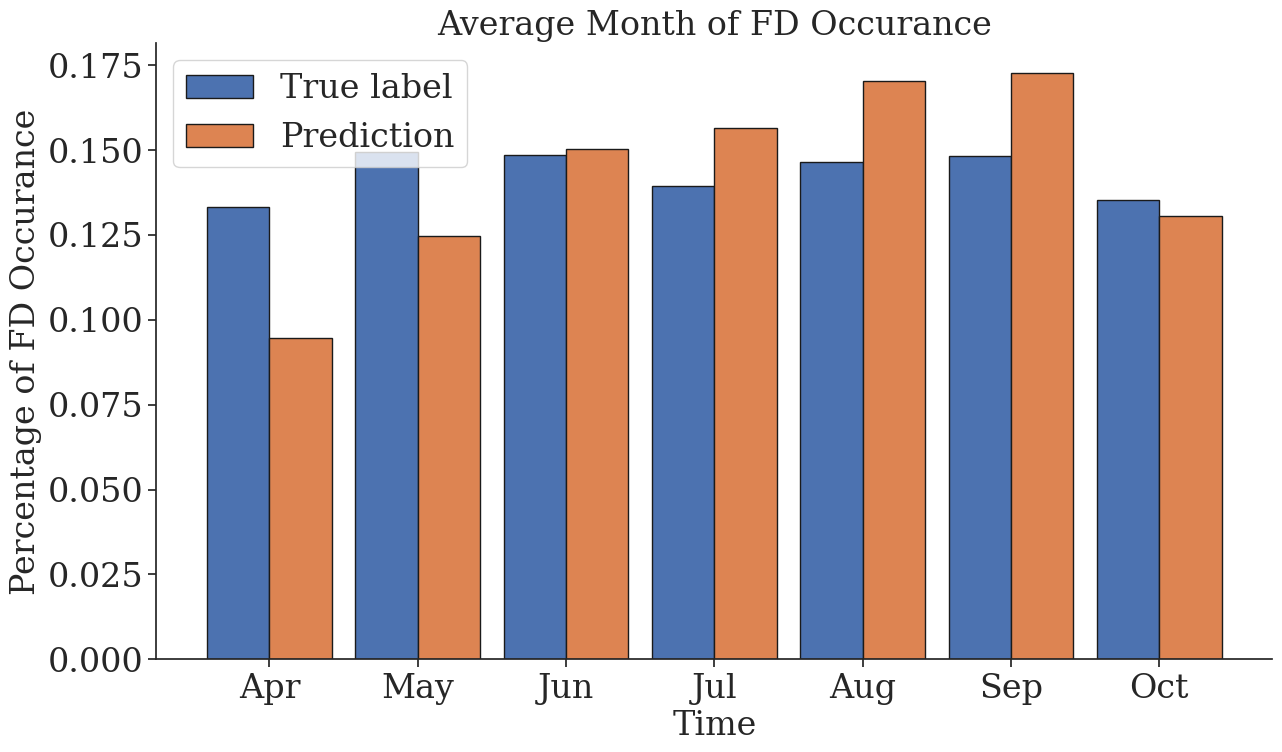 Average Month of FD Occurance
True label
Prediction
Percentage of FD Occurance
0.175
0.150
0.125
0.100
0.075
0.050
0.025
0.000
Apr May Jun Jul Aug Sep Oct
Time